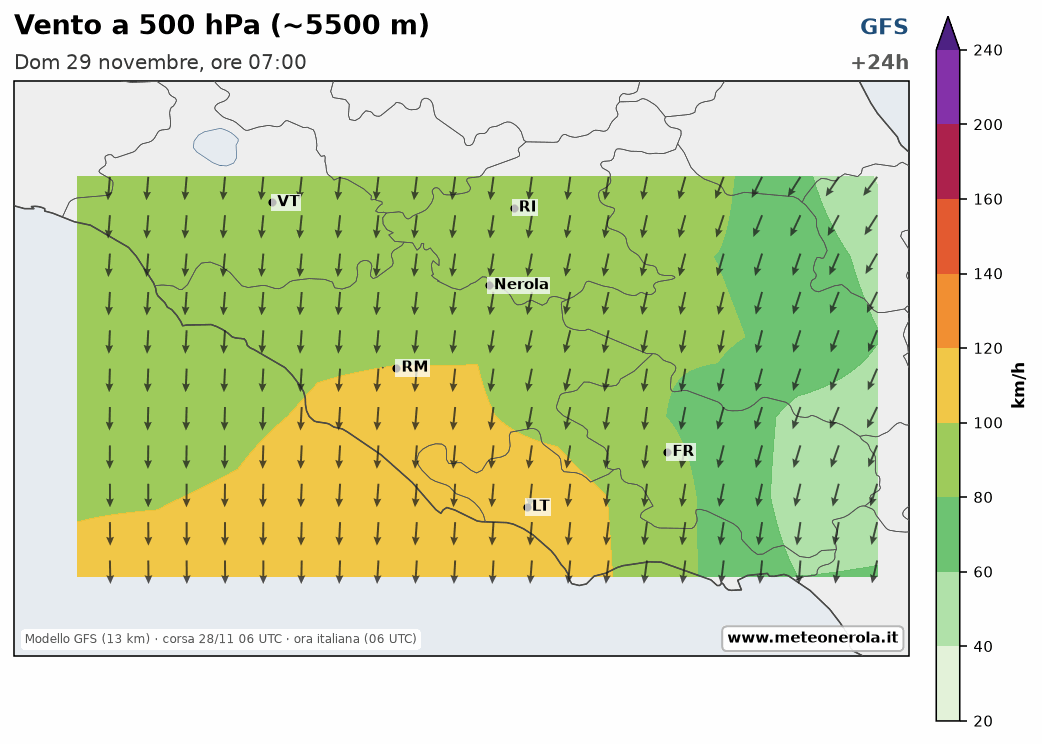 Vento a 500 hPa (~5500 m)
GFS
Dom 29 novembre, ore 07:00
+24h
240
200
160
140
120
100
80
60
40
20
km/h
VT
RI
Nerola
RM
FR
LT
Modello GFS (13 km) · corsa 28/11 06 UTC · ora italiana (06 UTC)
www.meteonerola.it